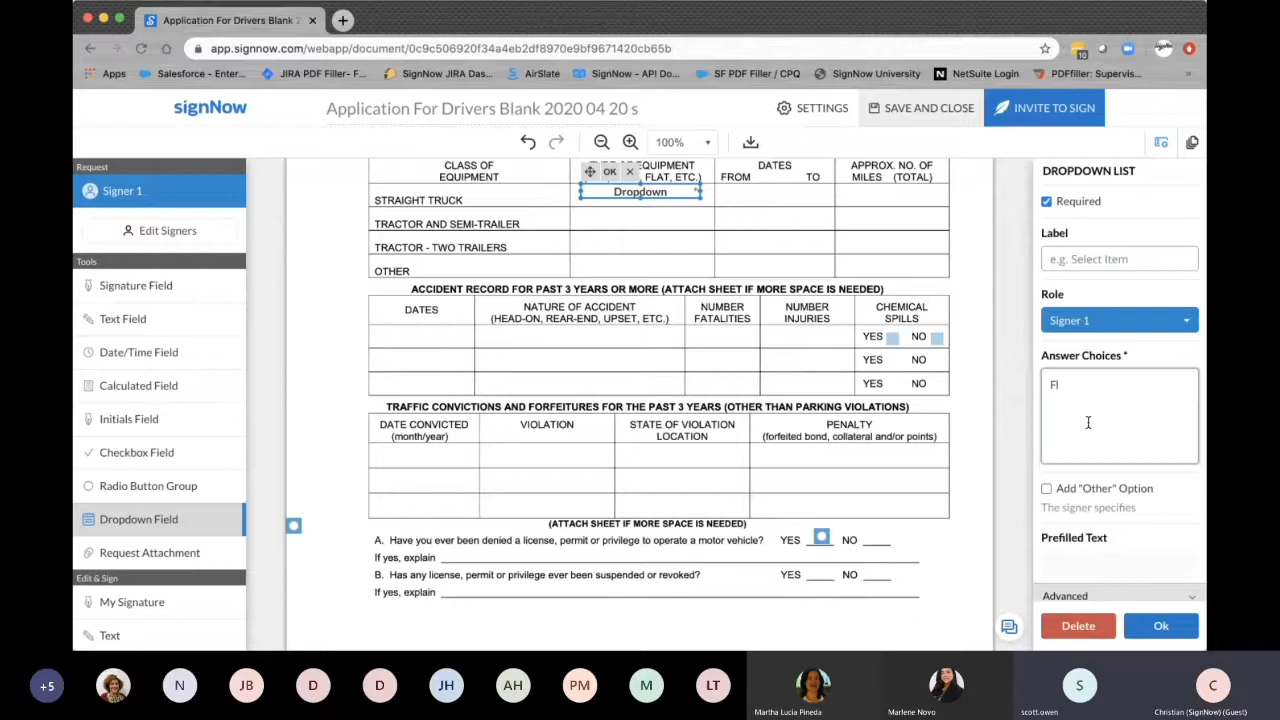 Application For Drivers Blank 2
app.signnow.com/webapp/document/0c9c506920f34a4eb2df8970e9bf9671420cb65b
10
Apps
Salesforce - Enter...
JIRA PDF Filler- F...
SignNow JIRA Das...
AirSlate
SignNow - API Do...
SF PDF Filler / CPQ
SignNow University
NetSuite Login
PDFfiller: Supervis...
signNow
Application For Drivers Blank 2020 04 20 s
SETTINGS
SAVE AND CLOSE
INVITE TO SIGN
100%
Request
Signer 1
Edit Signers
Tools
Signature Field
Text Field
Date/Time Field
Calculated Field
Initials Field
Checkbox Field
Radio Button Group
Dropdown Field
Request Attachment
Edit & Sign
My Signature
Text
CLASS OF
EQUIPMENT
EQUIPMENT
FLAT, ETC.)
OK
Dropdown *
DATES
FROM TO
APPROX. NO. OF
MILES (TOTAL)
STRAIGHT TRUCK
TRACTOR AND SEMI-TRAILER
TRACTOR - TWO TRAILERS
OTHER
ACCIDENT RECORD FOR PAST 3 YEARS OR MORE (ATTACH SHEET IF MORE SPACE IS NEEDED)
DATES
NATURE OF ACCIDENT
(HEAD-ON, REAR-END, UPSET, ETC.)
NUMBER
FATALITIES
NUMBER
INJURIES
CHEMICAL
SPILLS
YES NO
YES NO
YES NO
TRAFFIC CONVICTIONS AND FORFEITURES FOR THE PAST 3 YEARS (OTHER THAN PARKING VIOLATIONS)
DATE CONVICTED
(month/year)
VIOLATION
STATE OF VIOLATION
LOCATION
PENALTY
(forfeited bond, collateral and/or points)
(ATTACH SHEET IF MORE SPACE IS NEEDED)
A. Have you ever been denied a license, permit or privilege to operate a motor vehicle? YES NO ____
If yes, explain ____
B. Has any license, permit or privilege ever been suspended or revoked? YES ____ NO ____
If yes, explain ____
DROPDOWN LIST
Required
Label
e.g. Select Item
Role
Signer 1
Answer Choices *
Fl
Add "Other" Option
The signer specifies
Prefilled Text
Advanced
Delete
Ok
+5
N
JB
D
D
JH
AH
PM
M
LT
Martha Lucia Pineda
Marlene Novo
S
scott.owen
C
Christian (SignNow) (Guest)